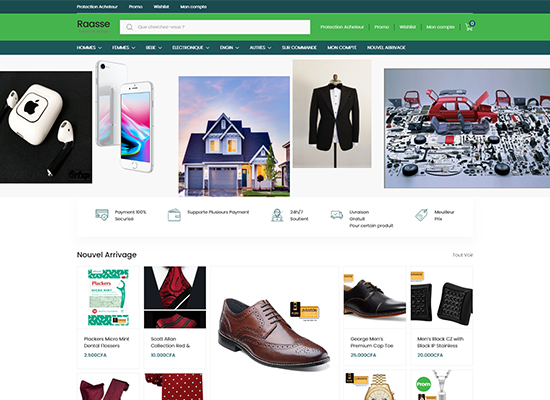 Protection Acheteur Promo Wishlist Mon compte
Raasse
Que cherchez-vous ?
Protection Acheteur Promo Wishlist Mon compte
0
HOMMES FEMMES BEBE ELECTRONIQUE ENGIN AUTRES SUR COMMANDE MON COMPTE NOUVEL ARRIVAGE
Payment 100%
Securisé
Supporte Plusieurs Payment
24h/7
Soutient
Livraison
Gratuit
Pour certain produit
Meuilleur
Prix
Nouvel Arrivage
Tout Voir
Plackers
MICRO MINT
Plackers Micro Mint
Dental Flossers
2,500CFA
Scott Allan
Collection Red &
10,000CFA
George Men's
Premium Cap Toe
25,000CFA
Men's Black CZ with
Black IP Stainless
20,000CFA
Prom